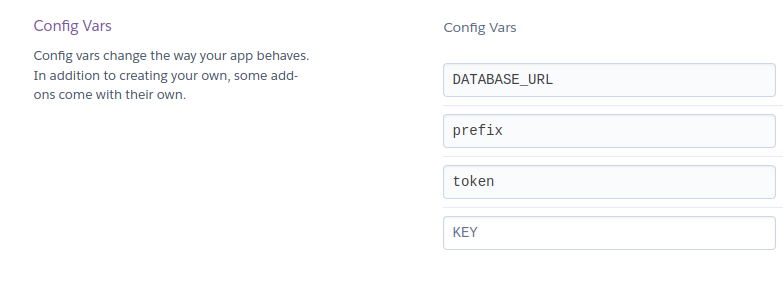 Config Vars
Config vars change the way your app behaves.
In addition to creating your own, some add-
ons come with their own.
Config Vars
DATABASE_URL
prefix
token
KEY